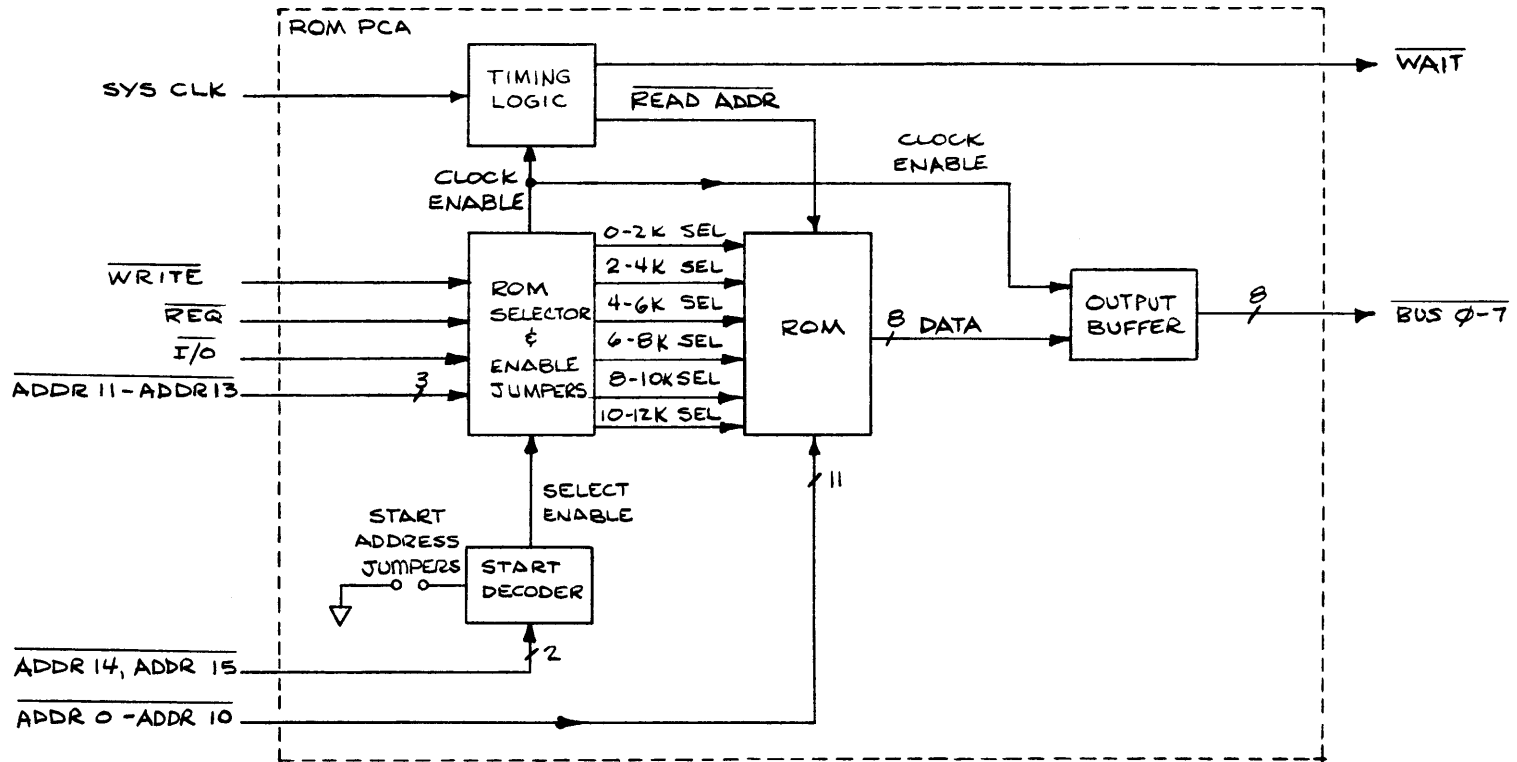 ROM PCA
SYS CLK
TIMING
LOGIC
WAIT
READ ADDR
CLOCK
ENABLE
CLOCK
ENABLE
WRITE
REQ
I/O
ADDR 11-ADDR 13
3
ROM
SELECTOR
&
ENABLE
JUMPERS
0-2K SEL
2-4K SEL
4-6K SEL
6-8K SEL
8-10K SEL
10-12K SEL
ROM
8 DATA
OUTPUT
BUFFER
8
BUS Ø-7
11
SELECT
ENABLE
START
ADDRESS
JUMPERS
START
DECODER
ADDR 14, ADDR 15
2
ADDR 0 -ADDR 10